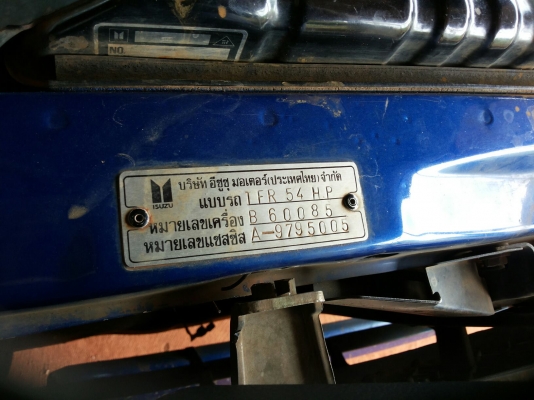 NO.
ISUZU
บริษัท อีซูซุ มอเตอร์(ประเทศไทย)จำกัด
แบบรถ TFR 54 HP
หมายเลขเครื่อง B 60085
หมายเลขแชสซิส A-9795005